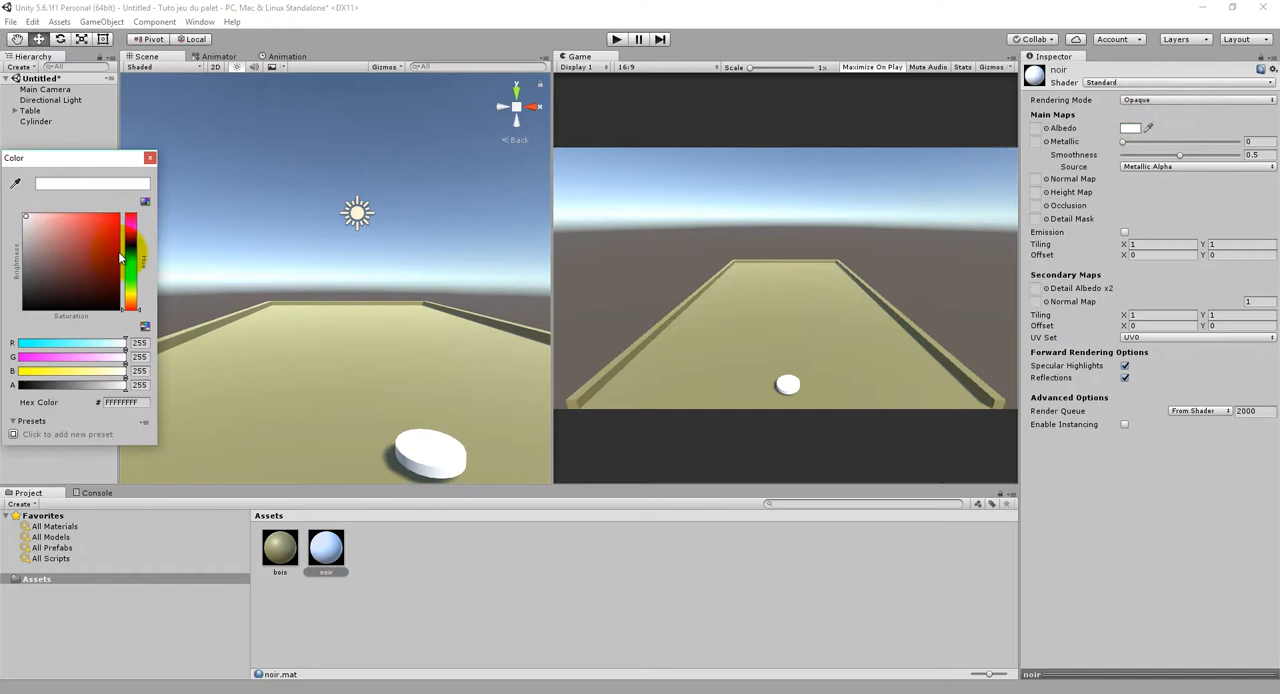 Unity 5.6.1f1 Personal (64bit) - Untitled - Tuto jeu du palet - PC, Mac & Linux Standalone* <DX11>
File Edit Assets GameObject Component Window Help
Pivot Local Collab Account Layers Layout
Hierarchy Scene Animator Animation Game Inspector
Create All Shaded 2D Gizmos All Display 1 16:9 Scale 1x Maximize On Play Mute Audio Stats Gizmos
noir
Shader Standard
Untitled*
Main Camera
Directional Light
Table
Cylinder
y
x
Back
Rendering Mode Opaque
Main Maps
Albedo
Metallic 0
Smoothness 0.5
Source Metallic Alpha
Normal Map
Height Map
Occlusion
Detail Mask
Emission
Tiling X 1 Y 1
Offset X 0 Y 0
Secondary Maps
Detail Albedo x2
Normal Map 1
Tiling X 1 Y 1
Offset X 0 Y 0
UV Set UV0
Forward Rendering Options
Specular Highlights
Reflections
Advanced Options
Render Queue From Shader 2000
Enable Instancing
Color
Brightness
Hue
Saturation
R 255
G 255
B 255
A 255
Hex Color # FFFFFFFF
Presets
Click to add new preset
Project Console
Create
Favorites
All Materials
All Models
All Prefabs
All Scripts
Assets
Assets
bois noir
noir.mat
noir